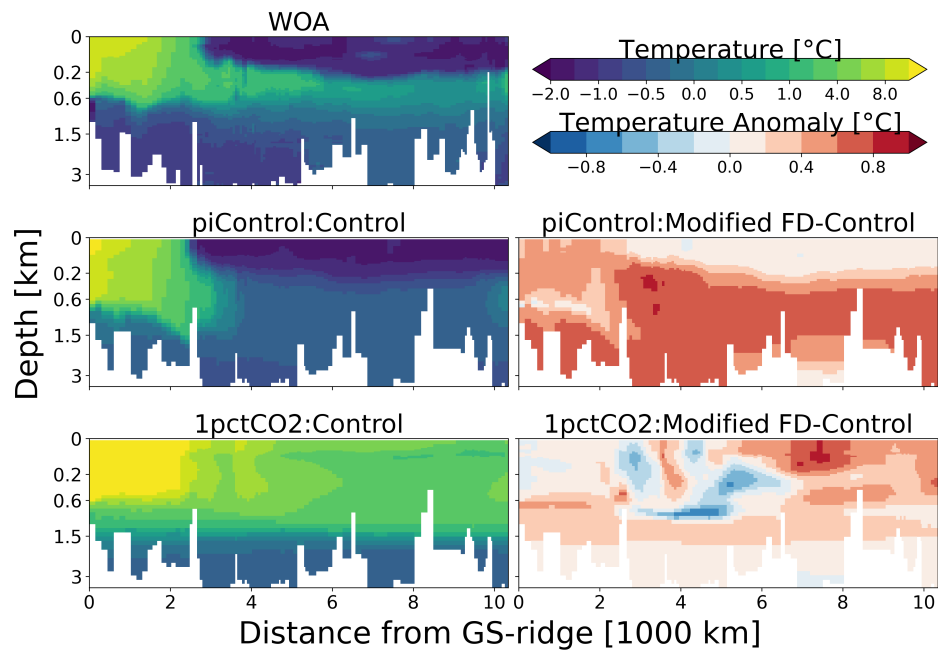 WOA
0
0.2
0.6
1.5
3
Temperature [°C]
−2.0 −1.0 −0.5 0.0 0.5 1.0 4.0 8.0
Temperature Anomaly [°C]
−0.8 −0.4 0.0 0.4 0.8
piControl:Control
piControl:Modified FD-Control
0
0.2
0.6
1.5
3
Depth [km]
1pctCO2:Control
1pctCO2:Modified FD-Control
0
0.2
0.6
1.5
3
0 2 4 6 8 10
0 2 4 6 8 10
Distance from GS-ridge [1000 km]